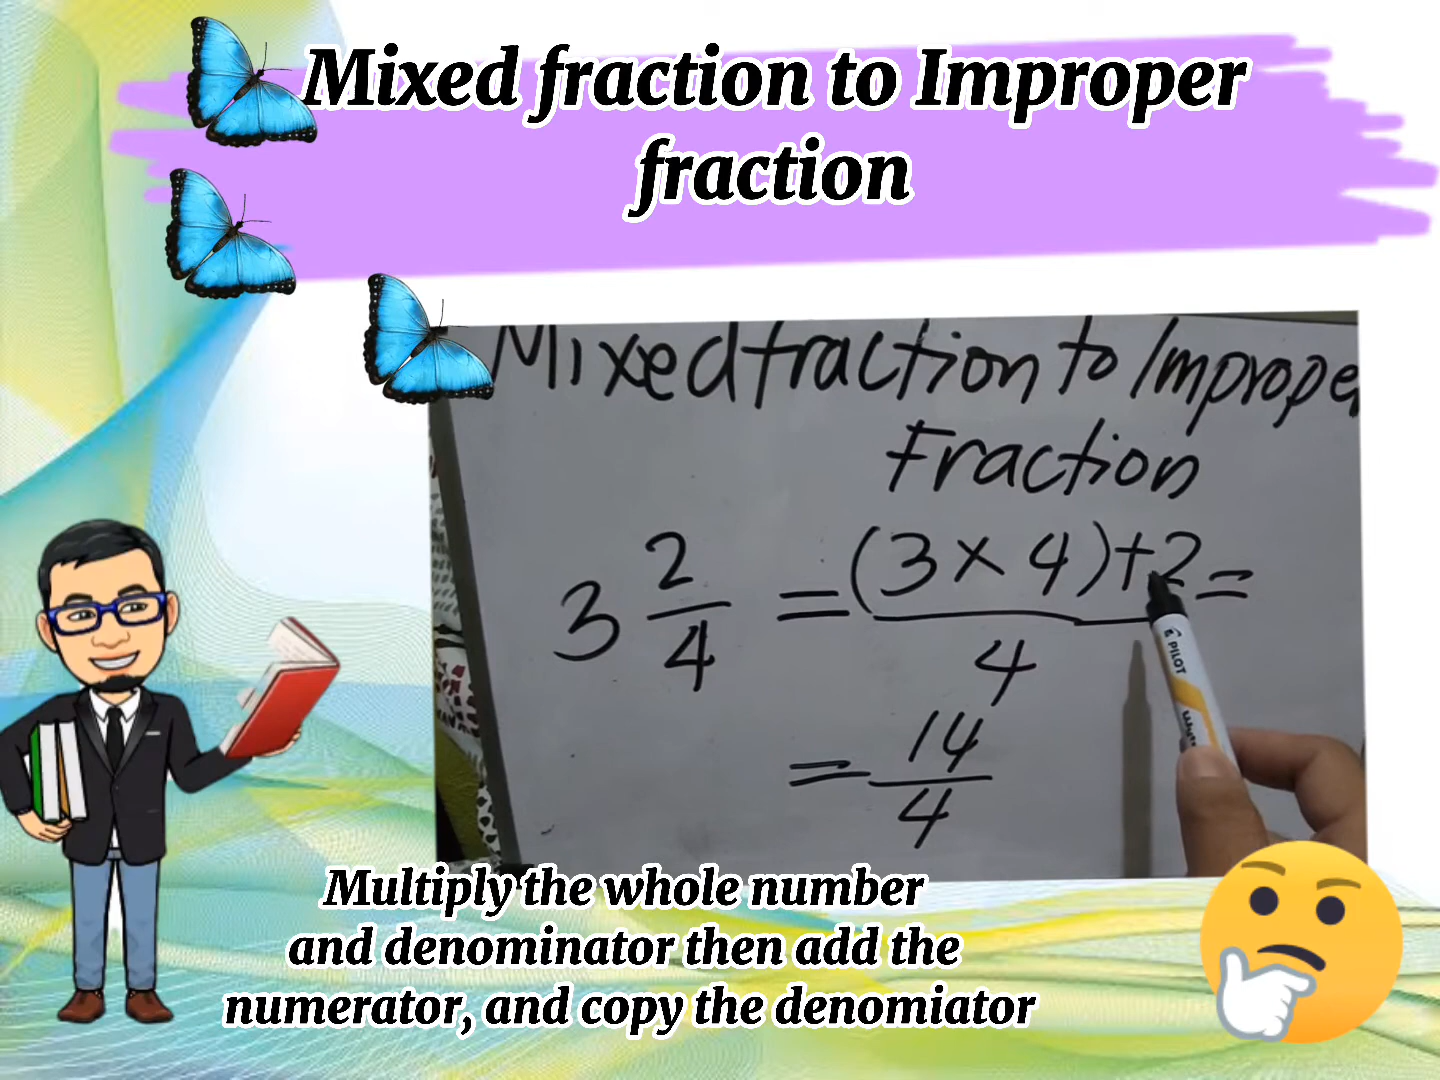 Mixed fraction to Improper
fraction
Mixed fraction to Imprope
Fraction
3 2/4 = (3 × 4) + 2 =
4
= 14/4
PILOT
Multiply the whole number
and denominator then add the
numerator, and copy the denomiator